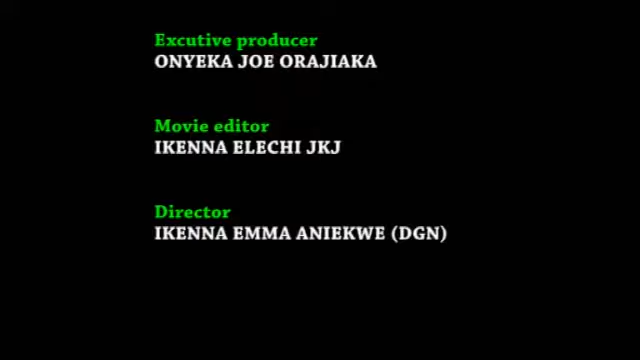 Excutive producer
ONYEKA JOE ORAJIAKA
Movie editor
IKENNA ELECHI JKJ
Director
IKENNA EMMA ANIEKWE (DGN)